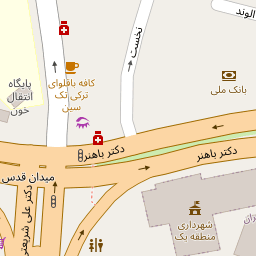 الوند
نخست
کافه باقلوای
ترکی تک
سین
پایگاه
انتقال
خون
بانک ملی
دکتر باهنر
دکتر باهنر
میدان قدس
دکتر علی شریعتی
شهرداری
منطقه یک